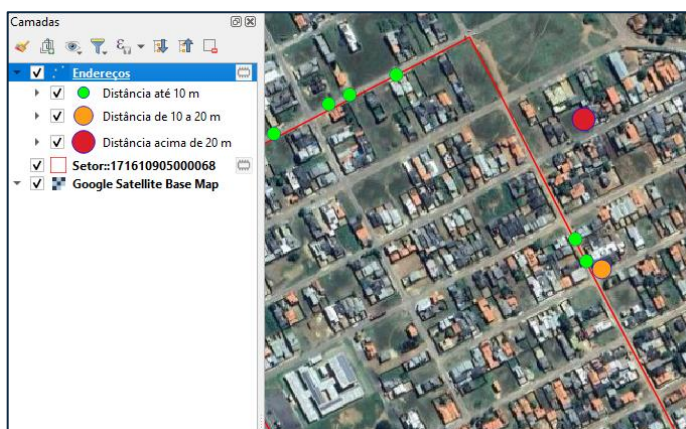 Camadas
Endereços
Distância até 10 m
Distância de 10 a 20 m
Distância acima de 20 m
Setor::171610905000068
Google Satellite Base Map